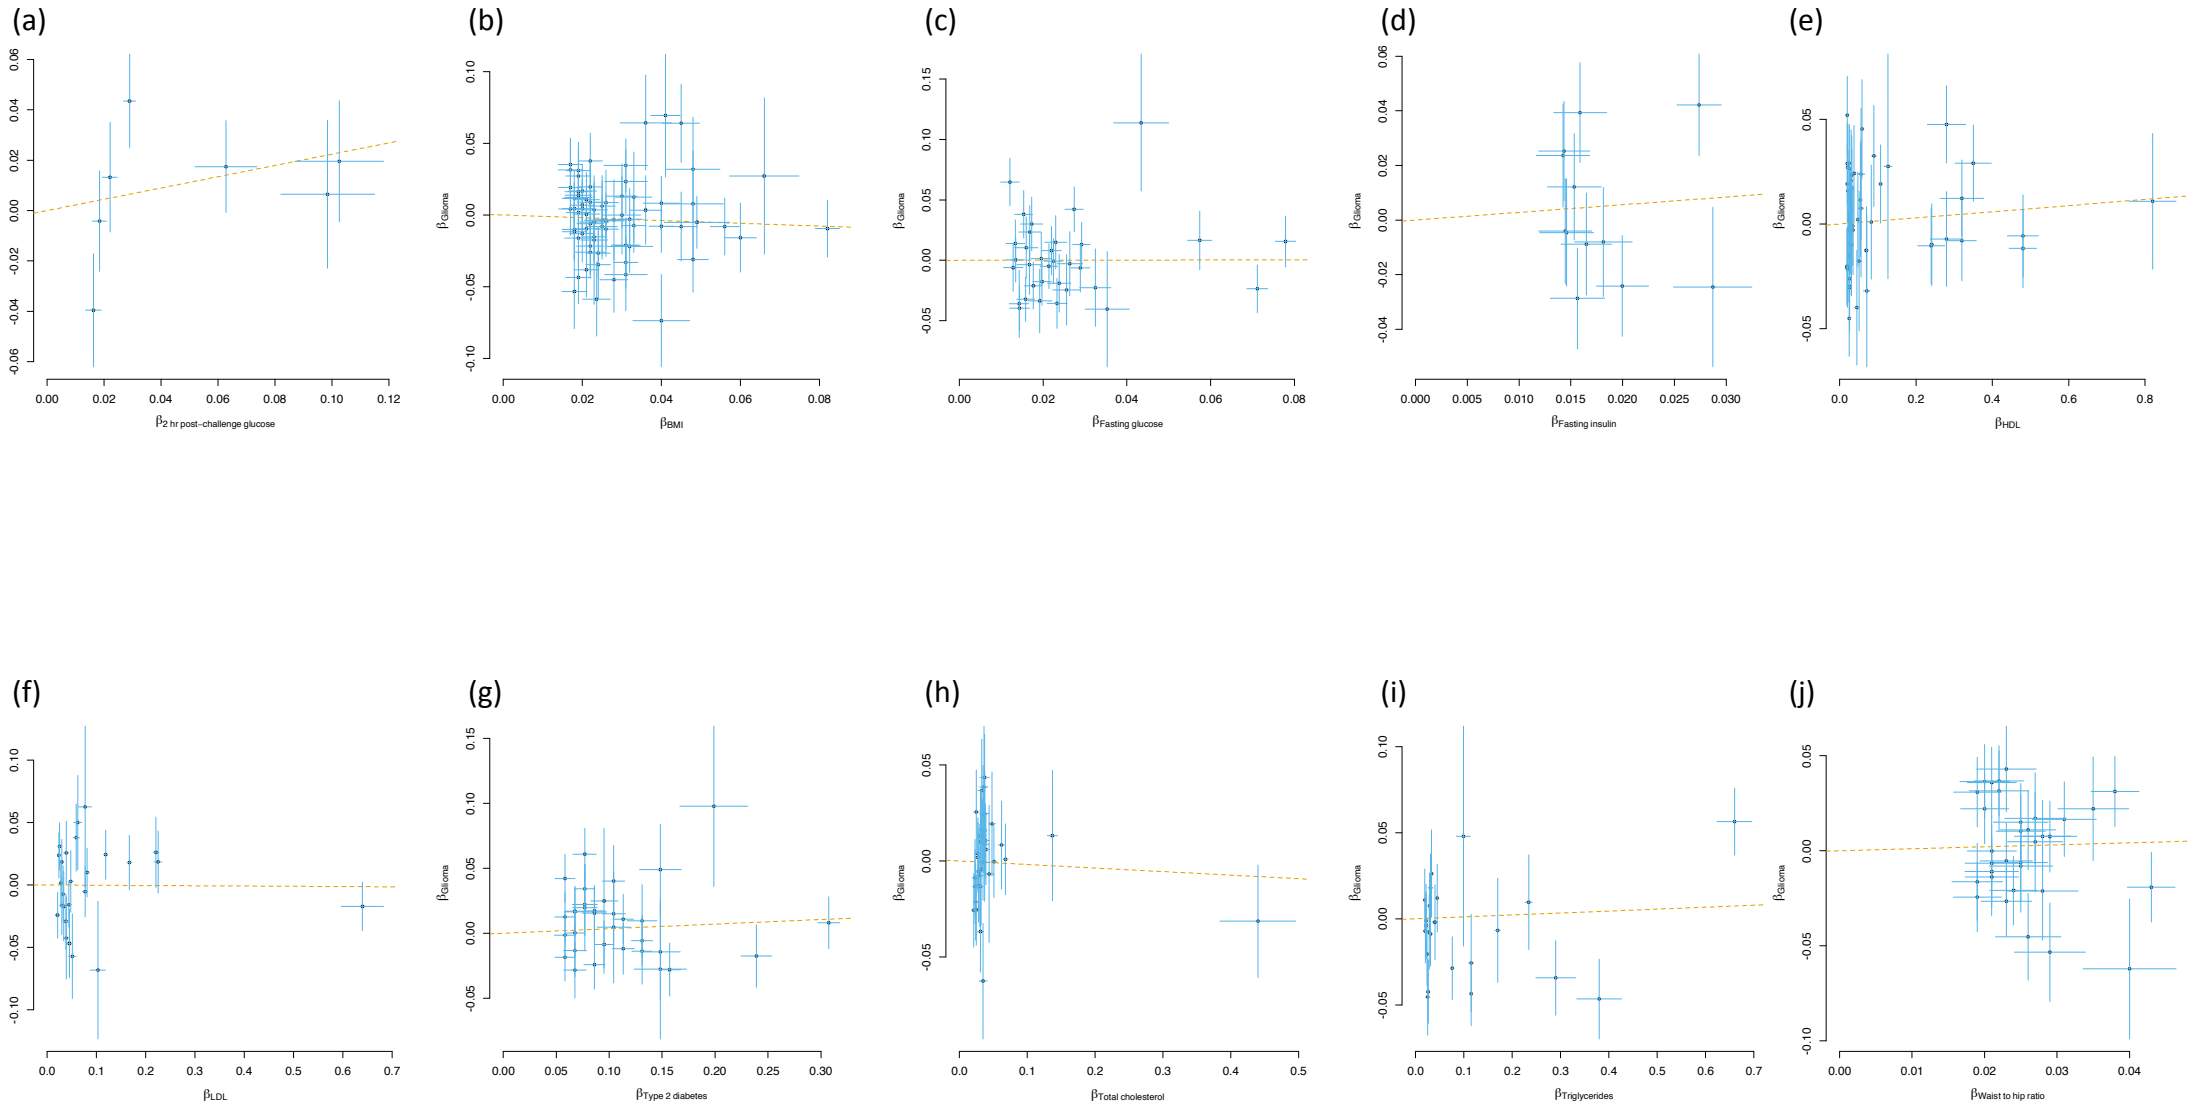 (a)
0.06
0.04
0.02
0.00
-0.02
-0.04
-0.06
0.00 0.02 0.04 0.06 0.08 0.10 0.12
β2 hr post−challenge glucose
(b)
βGlioma
0.10
0.05
0.00
-0.05
-0.10
0.00 0.02 0.04 0.06 0.08
βBMI
(c)
βGlioma
0.15
0.10
0.05
0.00
-0.05
0.00 0.02 0.04 0.06 0.08
βFasting glucose
(d)
βGlioma
0.06
0.04
0.02
0.00
-0.02
-0.04
0.000 0.005 0.010 0.015 0.020 0.025 0.030
βFasting insulin
(e)
βGlioma
0.05
0.00
-0.05
0.0 0.2 0.4 0.6 0.8
βHDL
(f)
0.10
0.05
0.00
-0.05
-0.10
0.0 0.1 0.2 0.3 0.4 0.5 0.6 0.7
βLDL
(g)
βGlioma
0.15
0.10
0.05
0.00
-0.05
0.00 0.05 0.10 0.15 0.20 0.25 0.30
βType 2 diabetes
(h)
βGlioma
0.05
0.00
-0.05
0.0 0.1 0.2 0.3 0.4 0.5
βTotal cholesterol
(i)
βGlioma
0.10
0.05
0.00
-0.05
0.0 0.1 0.2 0.3 0.4 0.5 0.6 0.7
βTriglycerides
(j)
βGlioma
0.05
0.00
-0.05
-0.10
0.00 0.01 0.02 0.03 0.04
βWaist to hip ratio